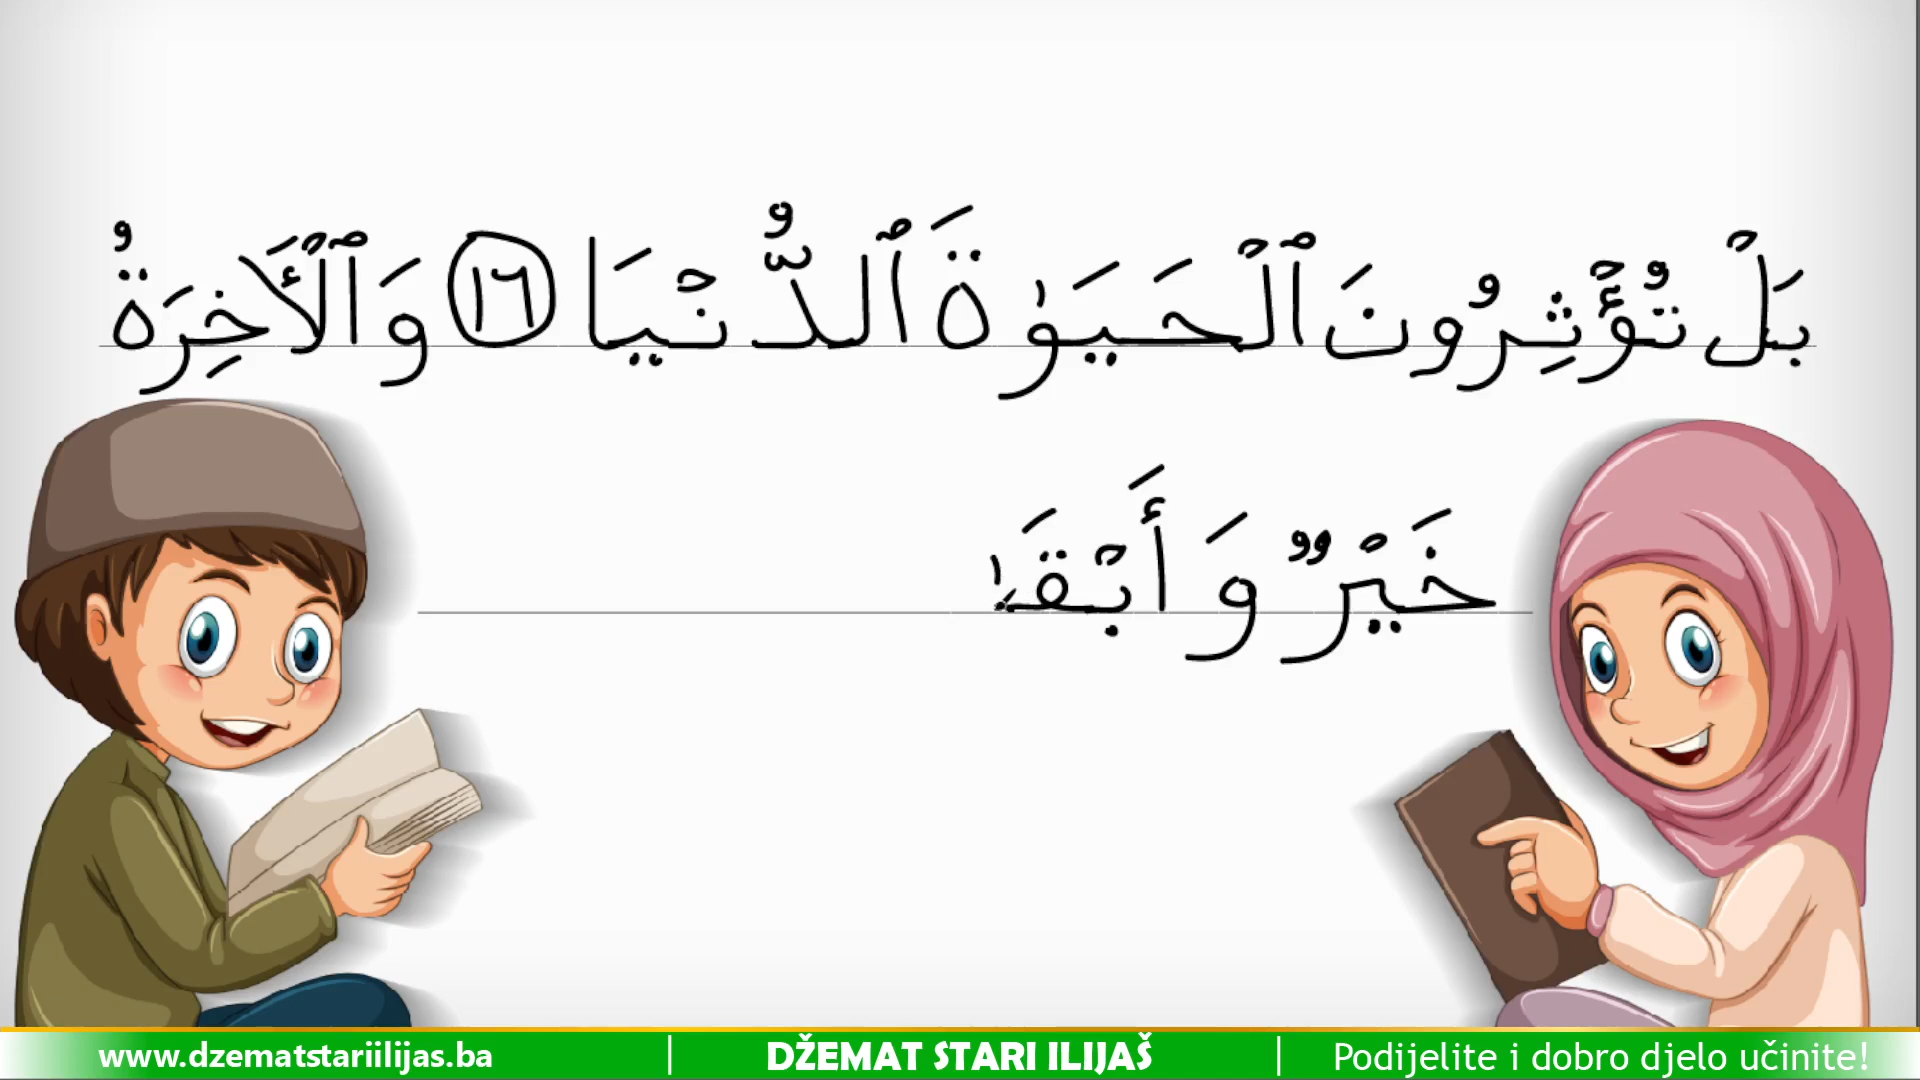 بَلْ تُؤْثِرُونَ ٱلْحَيَوٰةَ ٱلدُّنْيَا ١٦ وَٱلْأَخِرَةُ
خَيْرٌ وَأَبْقَىٰ
www.dzematstariilijas.ba | DŽEMAT STARI ILIJAŠ | Podijelite i dobro djelo učinite!